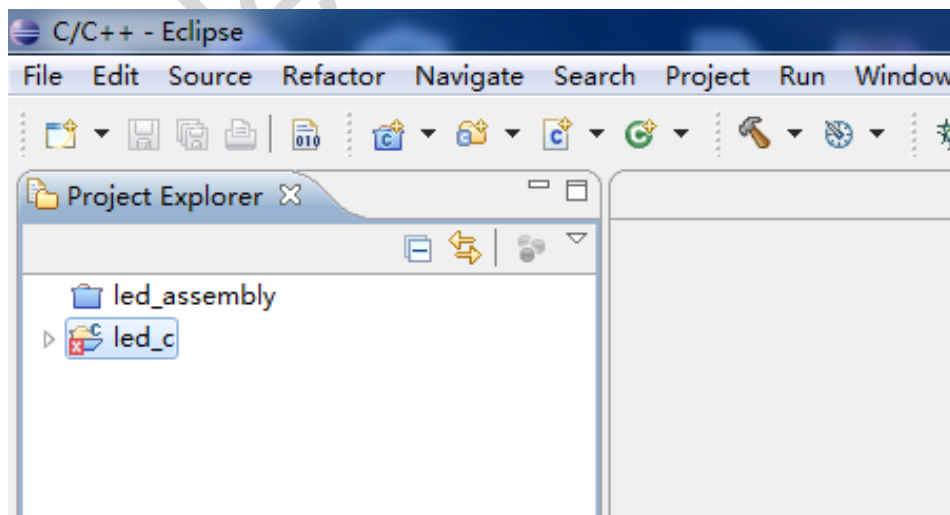 C/C++ - Eclipse
File Edit Source Refactor Navigate Search Project Run Window
Project Explorer
led_assembly
led_c